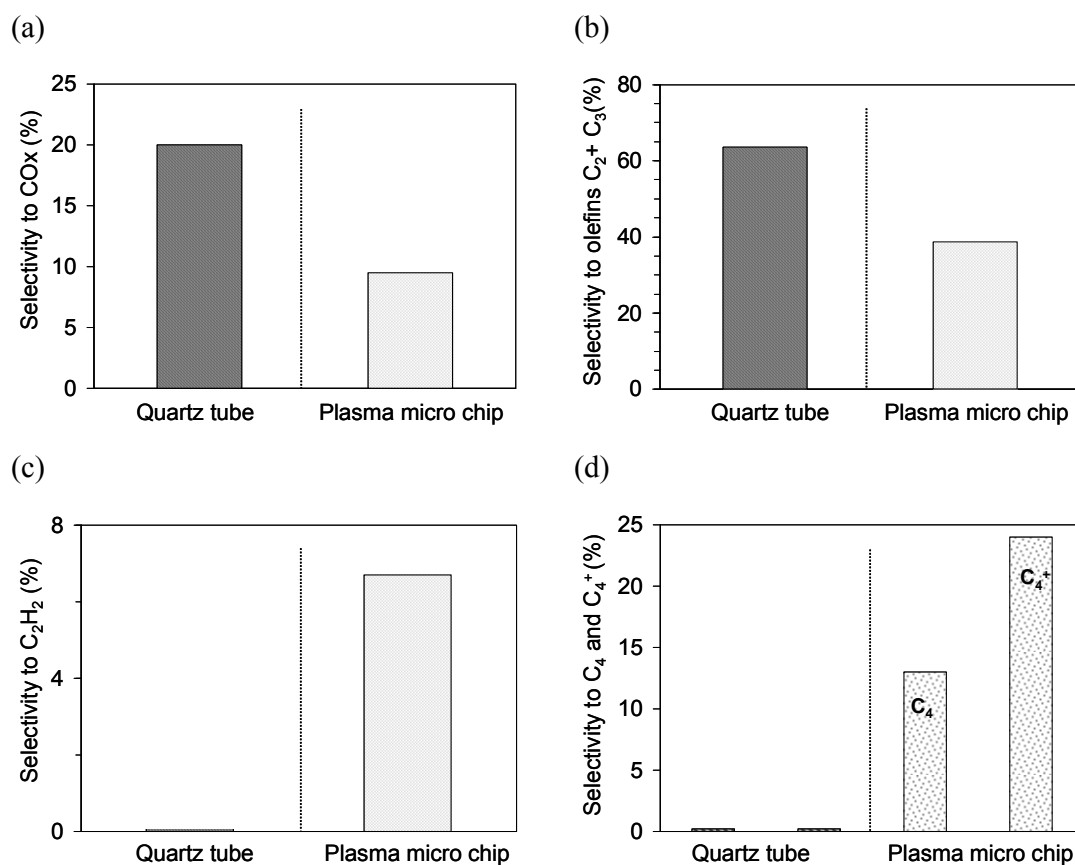 (a)
Selectivity to COx (%)
25
20
15
10
5
0
Quartz tube Plasma micro chip
(b)
Selectivity to olefins C₂+ C₃(%)
80
60
40
20
0
Quartz tube Plasma micro chip
(c)
Selectivity to C₂H₂ (%)
8
4
0
Quartz tube Plasma micro chip
(d)
Selectivity to C₄ and C₄⁺(%)
25
20
15
10
5
0
C₄
C₄⁺
Quartz tube Plasma micro chip